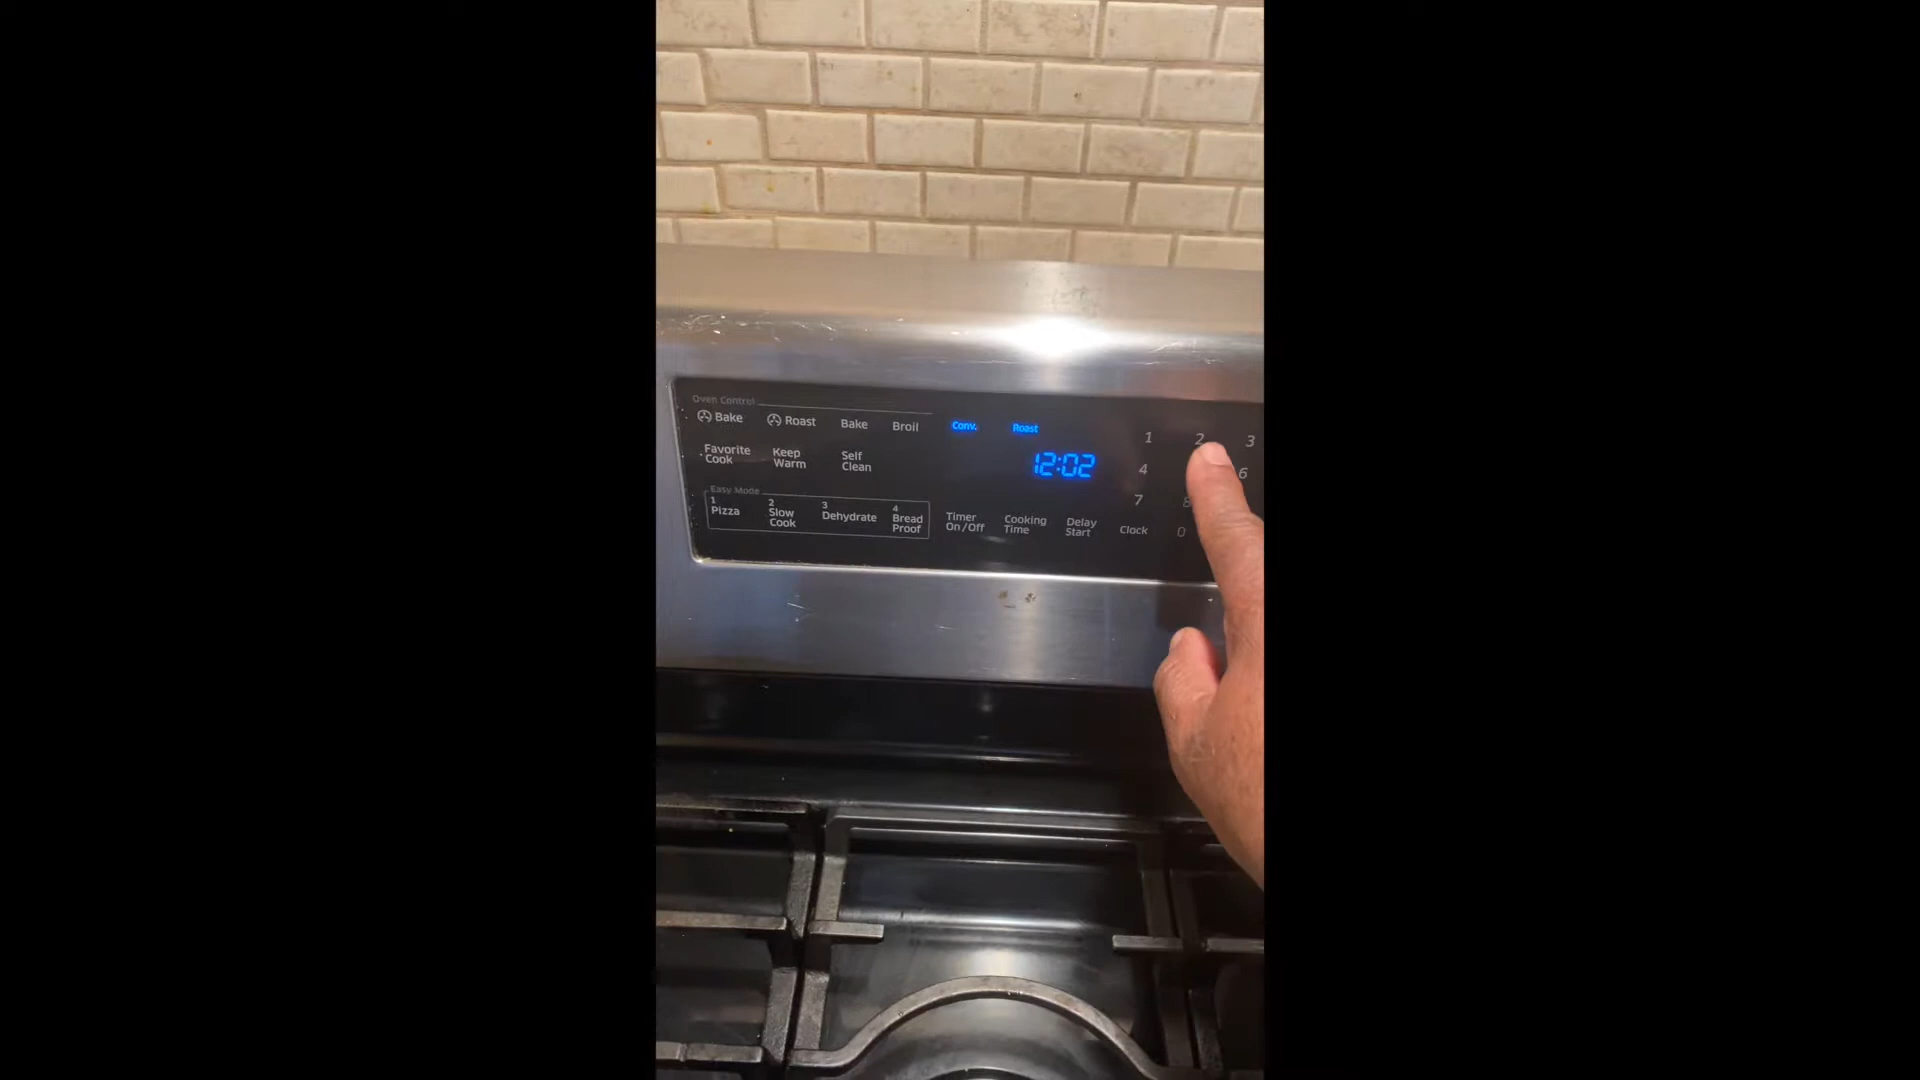 Oven Control
Bake Roast Bake Broil
Conv. Roast
Favorite Cook
Keep Warm
Self Clean
12:02
Easy Mode
1 Pizza
2 Slow Cook
3 Dehydrate
4 Bread Proof
Timer On/Off
Cooking Time
Delay Start
Clock
1 2 3
4 6
7 8
0